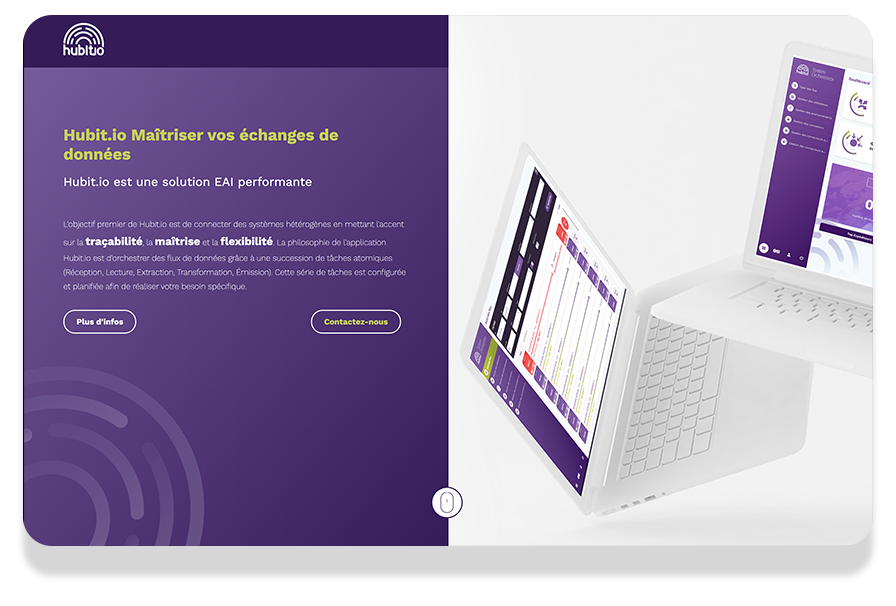 hubit.io
Hubit.io Maîtriser vos échanges de
données
Hubit.io est une solution EAI performante
L'objectif premier de Hubit.io est de connecter des systèmes hétérogènes en mettant l'accent
sur la traçabilité, la maîtrise et la flexibilité. La philosophie de l'application
Hubit.io est d'orchestrer des flux de données grâce à une succession de tâches atomiques
(Réception, Lecture, Extraction, Transformation, Émission). Cette série de tâches est configurée
et planifiée afin de réaliser votre besoin spécifique.
Plus d'infos
Contactez-nous
Dashboard